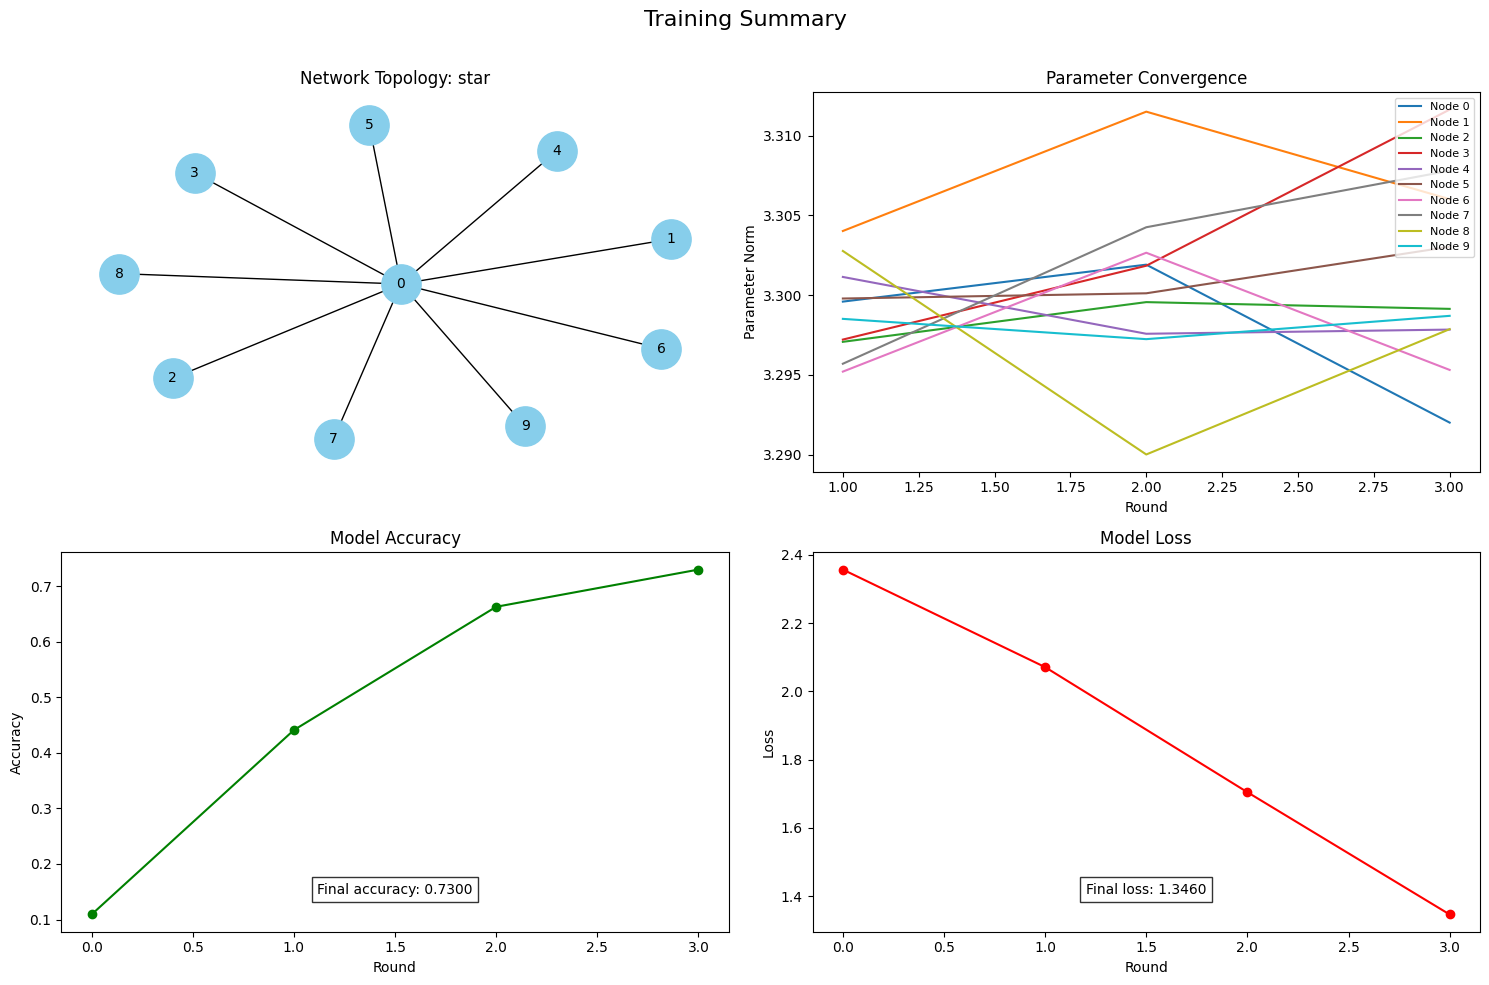 Training Summary
Network Topology: star
5
4
3
1
8
0
6
2
9
7
Parameter Convergence
Parameter Norm
3.310
3.305
3.300
3.295
3.290
Node 0
Node 1
Node 2
Node 3
Node 4
Node 5
Node 6
Node 7
Node 8
Node 9
1.00 1.25 1.50 1.75 2.00 2.25 2.50 2.75 3.00
Round
Model Accuracy
Accuracy
0.7
0.6
0.5
0.4
0.3
0.2
0.1
Final accuracy: 0.7300
0.0 0.5 1.0 1.5 2.0 2.5 3.0
Round
Model Loss
Loss
2.4
2.2
2.0
1.8
1.6
1.4
Final loss: 1.3460
0.0 0.5 1.0 1.5 2.0 2.5 3.0
Round